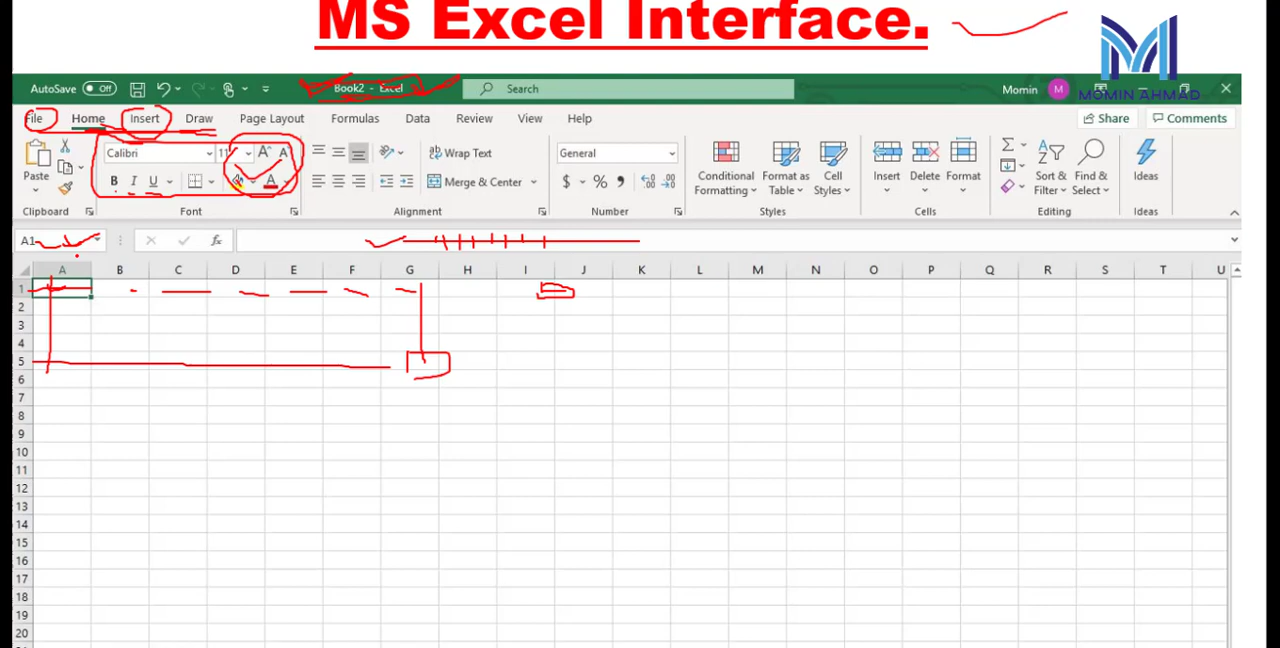 MS Excel Interface.
MOMIN AHMAD
AutoSave Off Book2 - Excel Search Momin M
File Home Insert Draw Page Layout Formulas Data Review View Help Share Comments
Calibri 11 A A Wrap Text General
Paste B I U A Merge & Center $ % , Conditional Formatting Format as Table Cell Styles Insert Delete Format Sort & Filter Find & Select Ideas
Clipboard Font Alignment Number Styles Cells Editing Ideas
A1 fx
A B C D E F G H I J K L M N O P Q R S T U
1
2
3
4
5
6
7
8
9
10
11
12
13
14
15
16
17
18
19
20